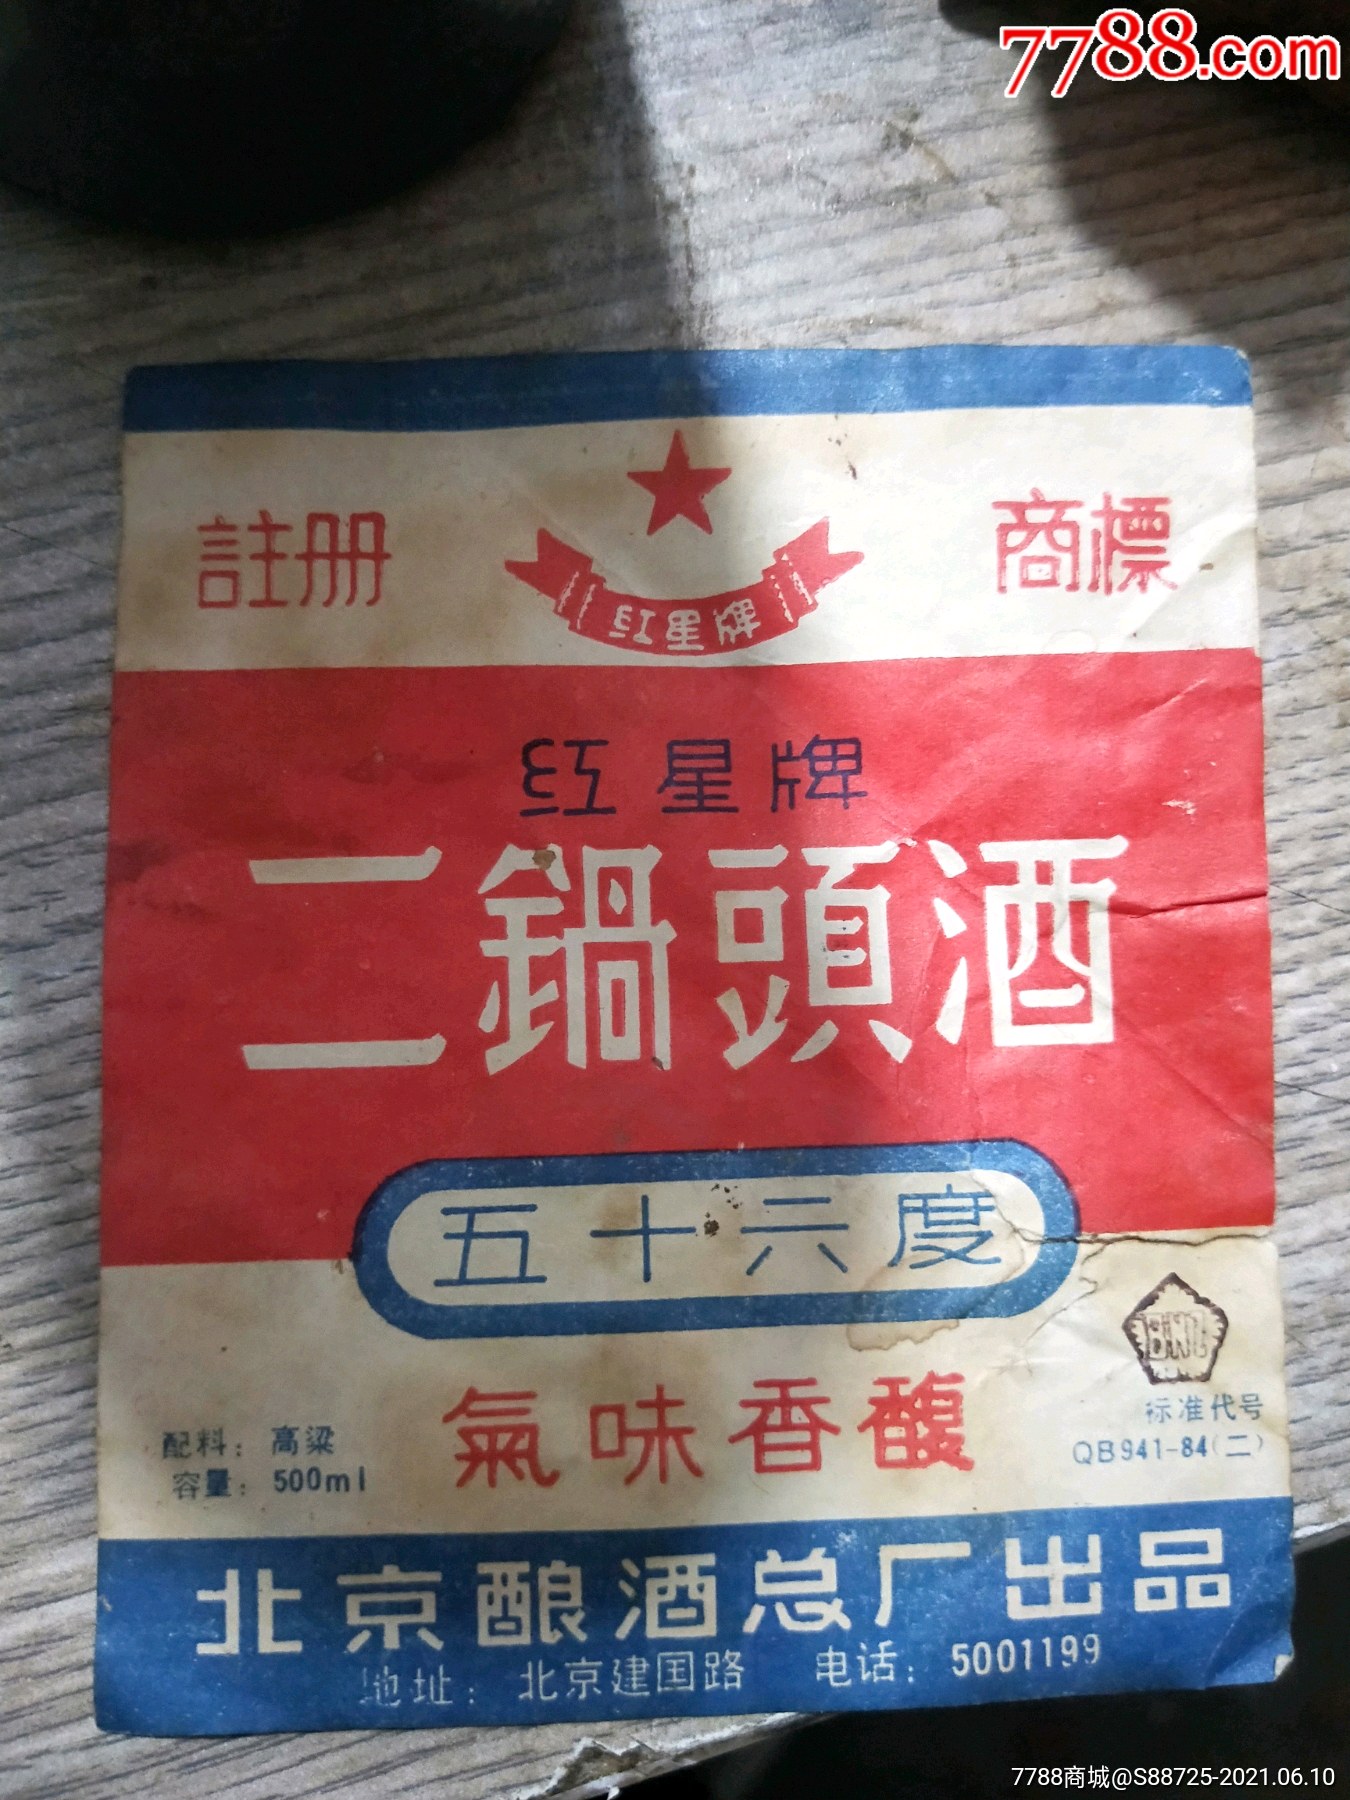 7788.com
註册
商標
红星牌
红星牌
二鍋頭酒
五十六度
氣味香馥
配料：高粱
容量：500ml
标准代号
QB941-84(二)
北京酿酒总厂出品
地址：北京建国路 电话：5001199
7788商城@S88725-2021.06.10